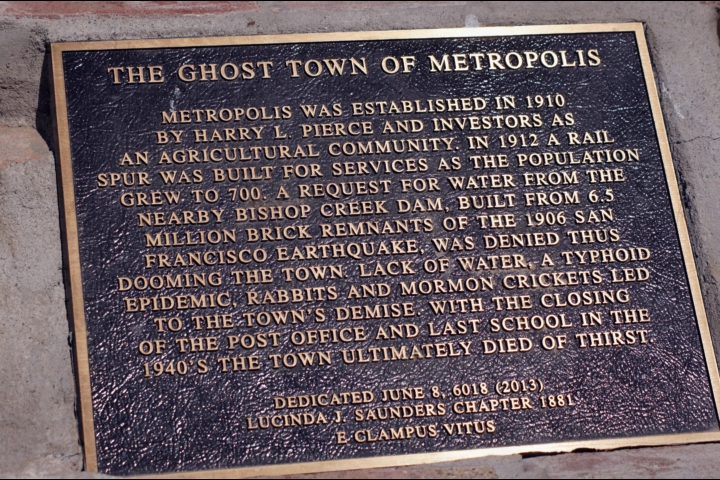 THE GHOST TOWN OF METROPOLIS
METROPOLIS WAS ESTABLISHED IN 1910
BY HARRY L. PIERCE AND INVESTORS AS
AN AGRICULTURAL COMMUNITY. IN 1912 A RAIL
SPUR WAS BUILT FOR SERVICES AS THE POPULATION
GREW TO 700. A REQUEST FOR WATER FROM THE
NEARBY BISHOP CREEK DAM, BUILT FROM 6.5
MILLION BRICK REMNANTS OF THE 1906 SAN
FRANCISCO EARTHQUAKE, WAS DENIED THUS
DOOMING THE TOWN. LACK OF WATER, A TYPHOID
EPIDEMIC, RABBITS AND MORMON CRICKETS LED
TO THE TOWN'S DEMISE. WITH THE CLOSING
OF THE POST OFFICE AND LAST SCHOOL IN THE
1940'S THE TOWN ULTIMATELY DIED OF THIRST.
DEDICATED JUNE 8, 6018 (2013)
LUCINDA J. SAUNDERS CHAPTER 1881
E CLAMPUS VITUS